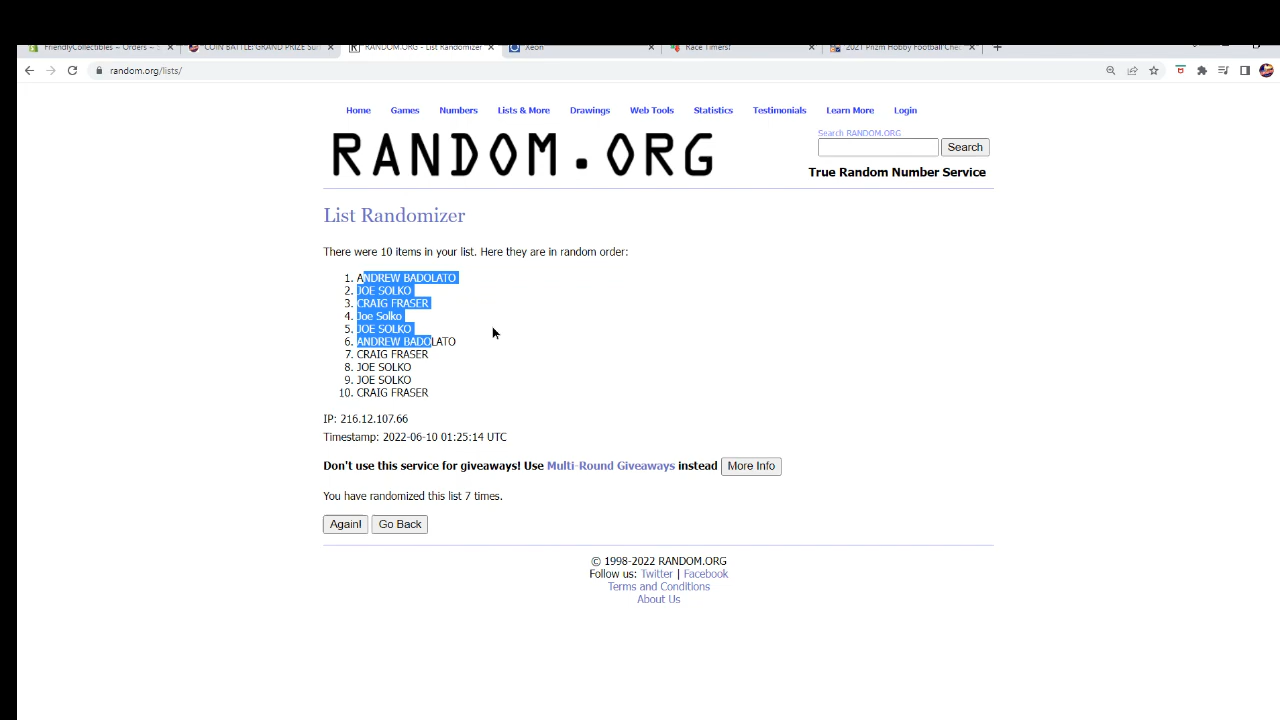 FriendlyCollectibles ~ Orders ~ S
"COIN BATTLE: GRAND PRIZE SUI
RANDOM.ORG - List Randomizer
Xeon
Race Timers!
2021 Prizm Hobby Football Chec
random.org/lists/
Home Games Numbers Lists & More Drawings Web Tools Statistics Testimonials Learn More Login
RANDOM.ORG
Search RANDOM.ORG
Search
True Random Number Service
List Randomizer
There were 10 items in your list. Here they are in random order:
1. ANDREW BADOLATO
2. JOE SOLKO
3. CRAIG FRASER
4. Joe Solko
5. JOE SOLKO
6. ANDREW BADOLATO
7. CRAIG FRASER
8. JOE SOLKO
9. JOE SOLKO
10. CRAIG FRASER
IP: 216.12.107.66
Timestamp: 2022-06-10 01:25:14 UTC
Don't use this service for giveaways! Use Multi-Round Giveaways instead More Info
You have randomized this list 7 times.
Again! Go Back
© 1998-2022 RANDOM.ORG
Follow us: Twitter | Facebook
Terms and Conditions
About Us